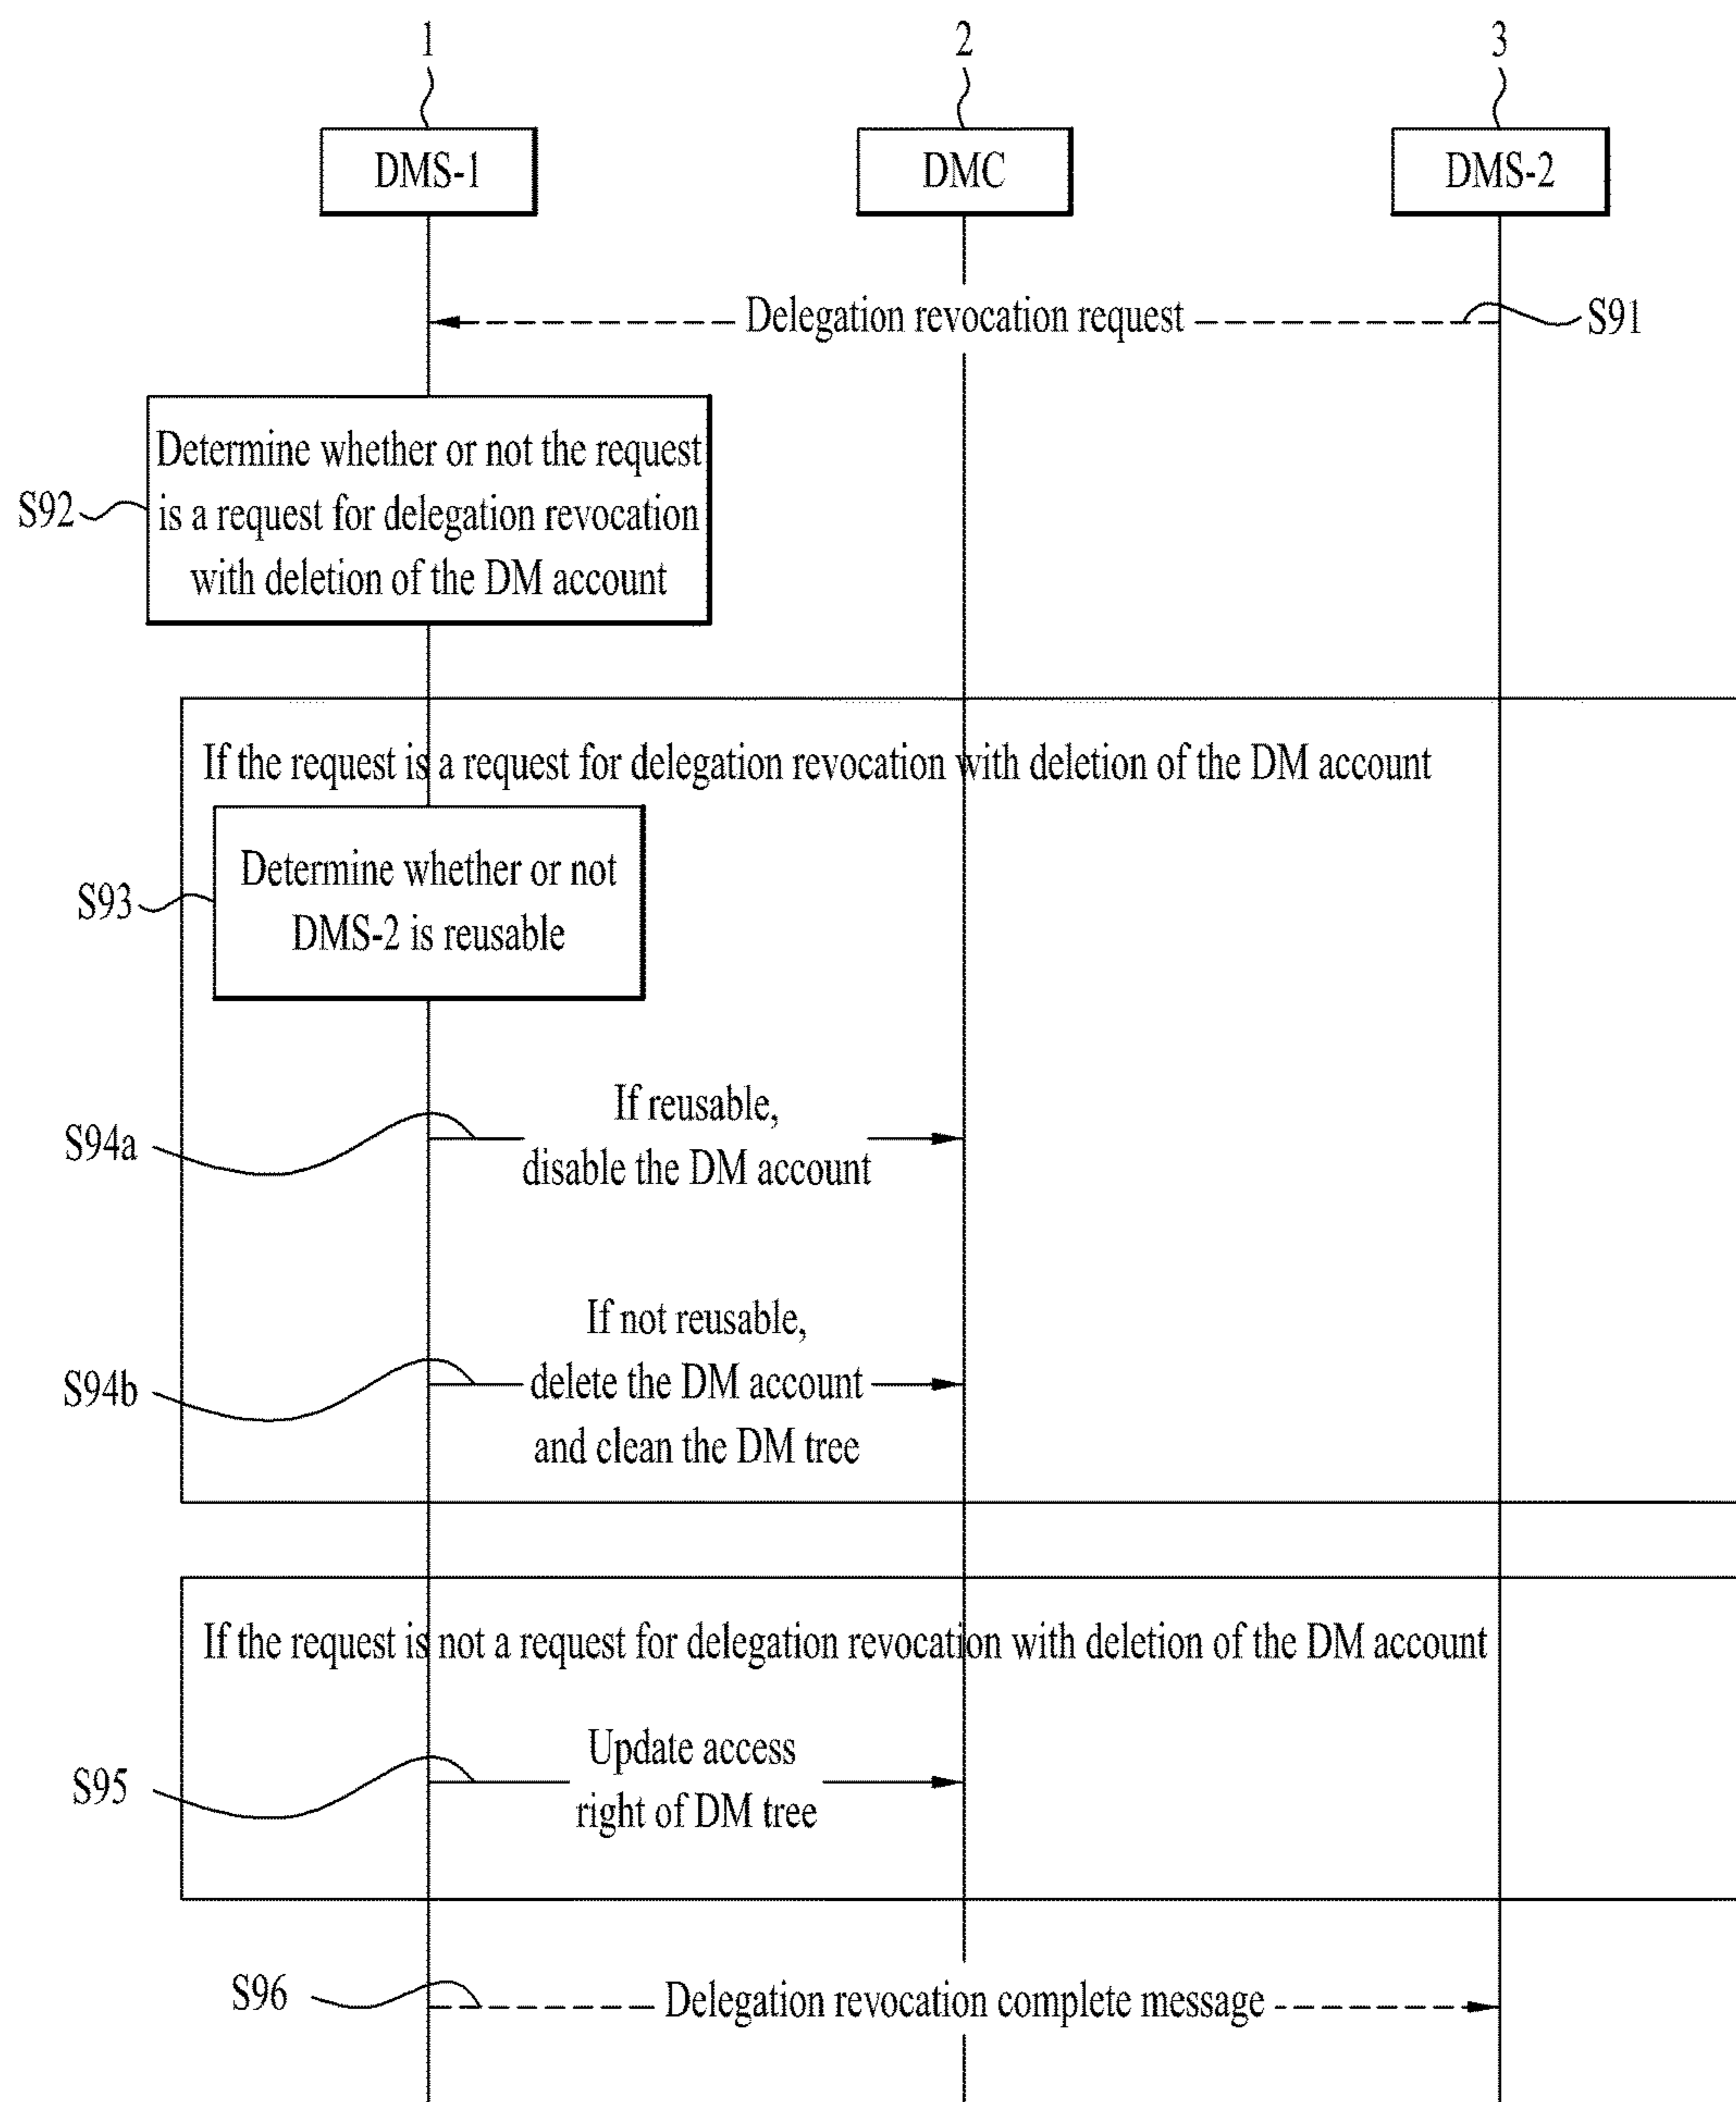 1
2
3
DMS-1
DMC
DMS-2
Delegation revocation request
S91
Determine whether or not the request
is a request for delegation revocation
with deletion of the DM account
S92
If the request is a request for delegation revocation with deletion of the DM account
Determine whether or not
DMS-2 is reusable
S93
If reusable,
disable the DM account
S94a
If not reusable,
delete the DM account
and clean the DM tree
S94b
If the request is not a request for delegation revocation with deletion of the DM account
Update access
right of DM tree
S95
S96
Delegation revocation complete message